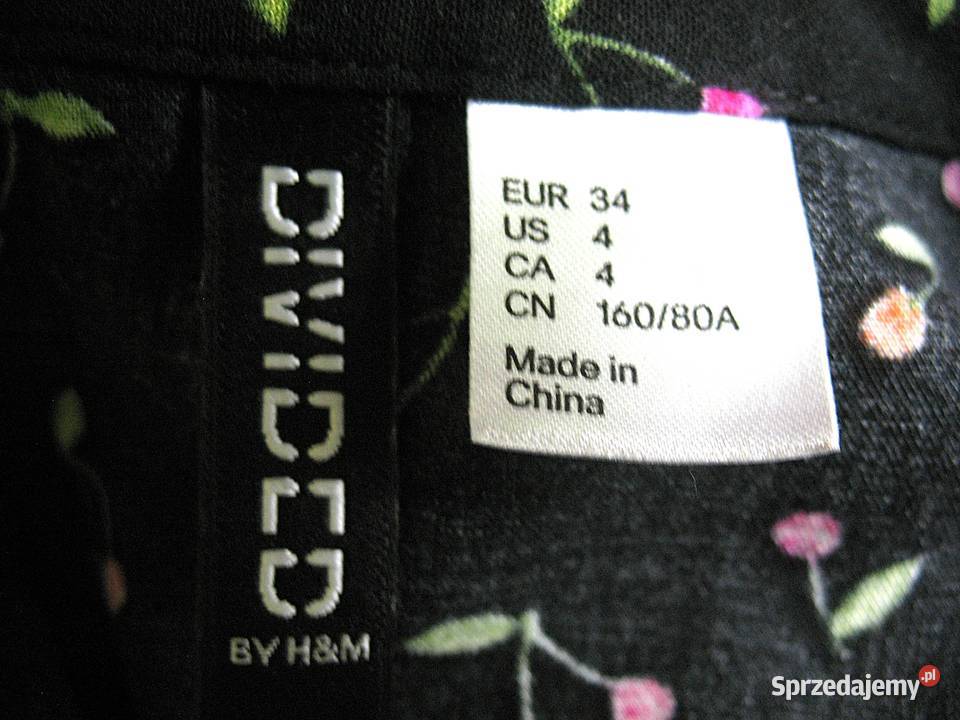 DIVIDED
BY H&M
EUR 34
US 4
CA 4
CN 160/80A
Made in
China
Sprzedajemy.pl